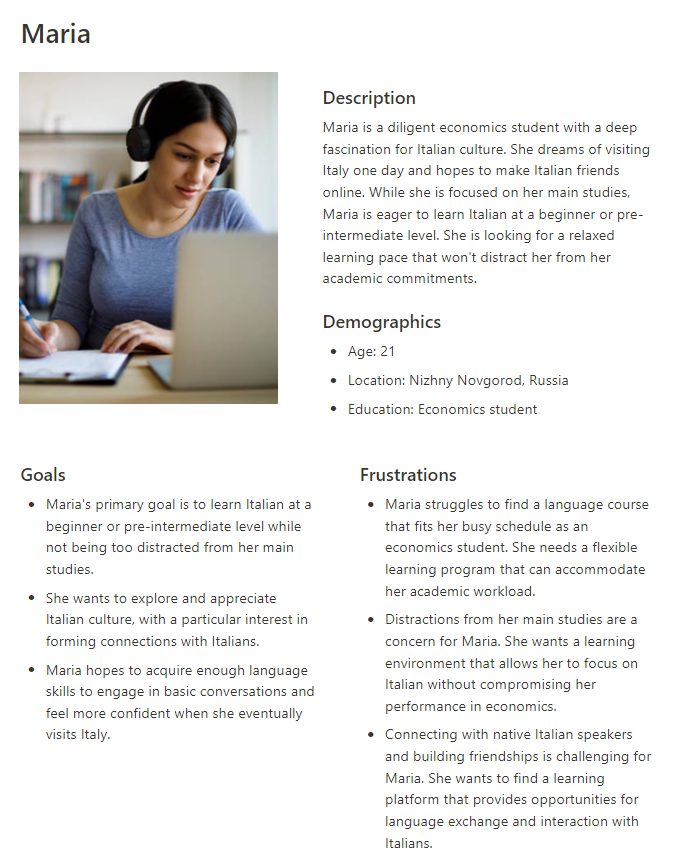 Maria
Description
Maria is a diligent economics student with a deep
fascination for Italian culture. She dreams of visiting
Italy one day and hopes to make Italian friends
online. While she is focused on her main studies,
Maria is eager to learn Italian at a beginner or pre-
intermediate level. She is looking for a relaxed
learning pace that won't distract her from her
academic commitments.
Demographics
• Age: 21
• Location: Nizhny Novgorod, Russia
• Education: Economics student
Goals
• Maria's primary goal is to learn Italian at a
beginner or pre-intermediate level while
not being too distracted from her main
studies.
• She wants to explore and appreciate
Italian culture, with a particular interest in
forming connections with Italians.
• Maria hopes to acquire enough language
skills to engage in basic conversations and
feel more confident when she eventually
visits Italy.
Frustrations
• Maria struggles to find a language course
that fits her busy schedule as an
economics student. She needs a flexible
learning program that can accommodate
her academic workload.
• Distractions from her main studies are a
concern for Maria. She wants a learning
environment that allows her to focus on
Italian without compromising her
performance in economics.
• Connecting with native Italian speakers
and building friendships is challenging for
Maria. She wants to find a learning
platform that provides opportunities for
language exchange and interaction with
Italians.